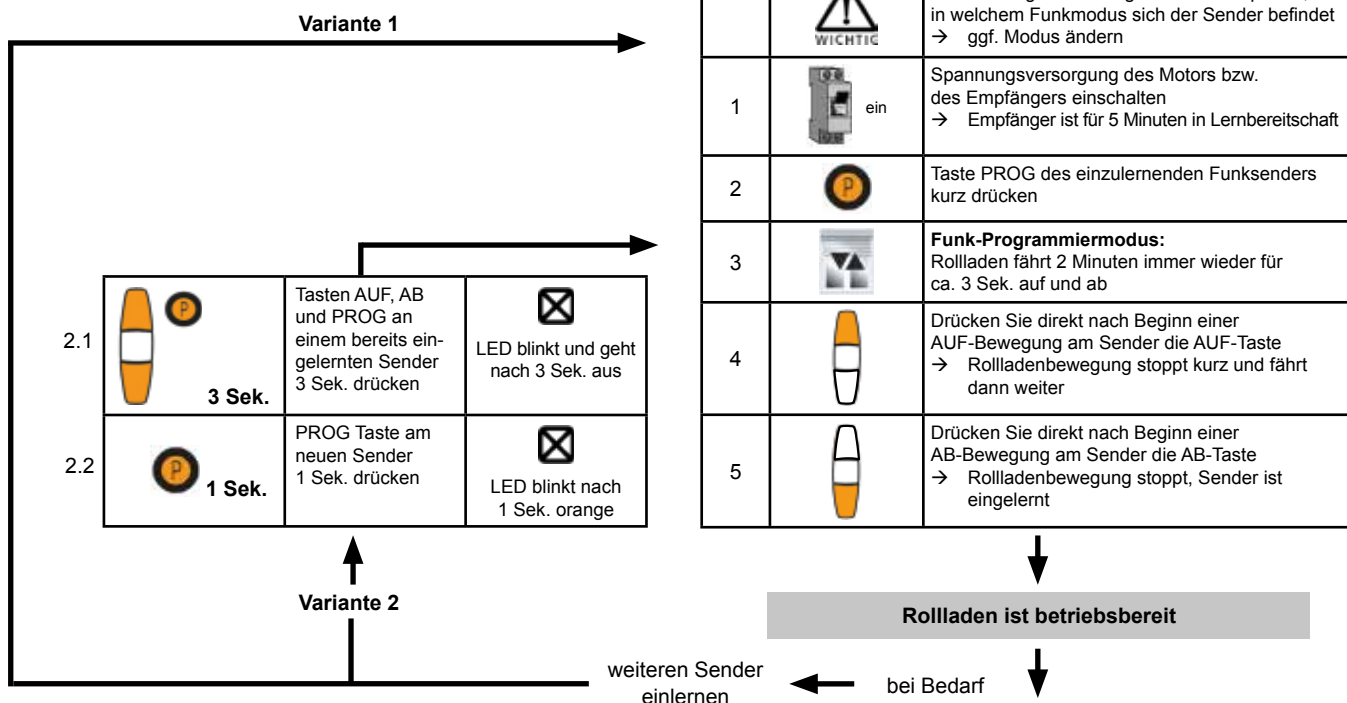 Variante 1
in welchem Funkmodus sich der Sender befindet
→ ggf. Modus ändern
WICHTIG
1
ein
Spannungsversorgung des Motors bzw.
des Empfängers einschalten
→ Empfänger ist für 5 Minuten in Lernbereitschaft
2
P
Taste PROG des einzulernenden Funksenders
kurz drücken
3
Funk-Programmiermodus:
Rollladen fährt 2 Minuten immer wieder für
ca. 3 Sek. auf und ab
4
Drücken Sie direkt nach Beginn einer
AUF-Bewegung am Sender die AUF-Taste
→ Rollladenbewegung stoppt kurz und fährt
dann weiter
5
Drücken Sie direkt nach Beginn einer
AB-Bewegung am Sender die AB-Taste
→ Rollladenbewegung stoppt, Sender ist
eingelernt
2.1
P
3 Sek.
Tasten AUF, AB
und PROG an
einem bereits ein-
gelernten Sender
3 Sek. drücken
LED blinkt und geht
nach 3 Sek. aus
2.2
P
1 Sek.
PROG Taste am
neuen Sender
1 Sek. drücken
LED blinkt nach
1 Sek. orange
Variante 2
Rollladen ist betriebsbereit
weiteren Sender
einlernen
bei Bedarf